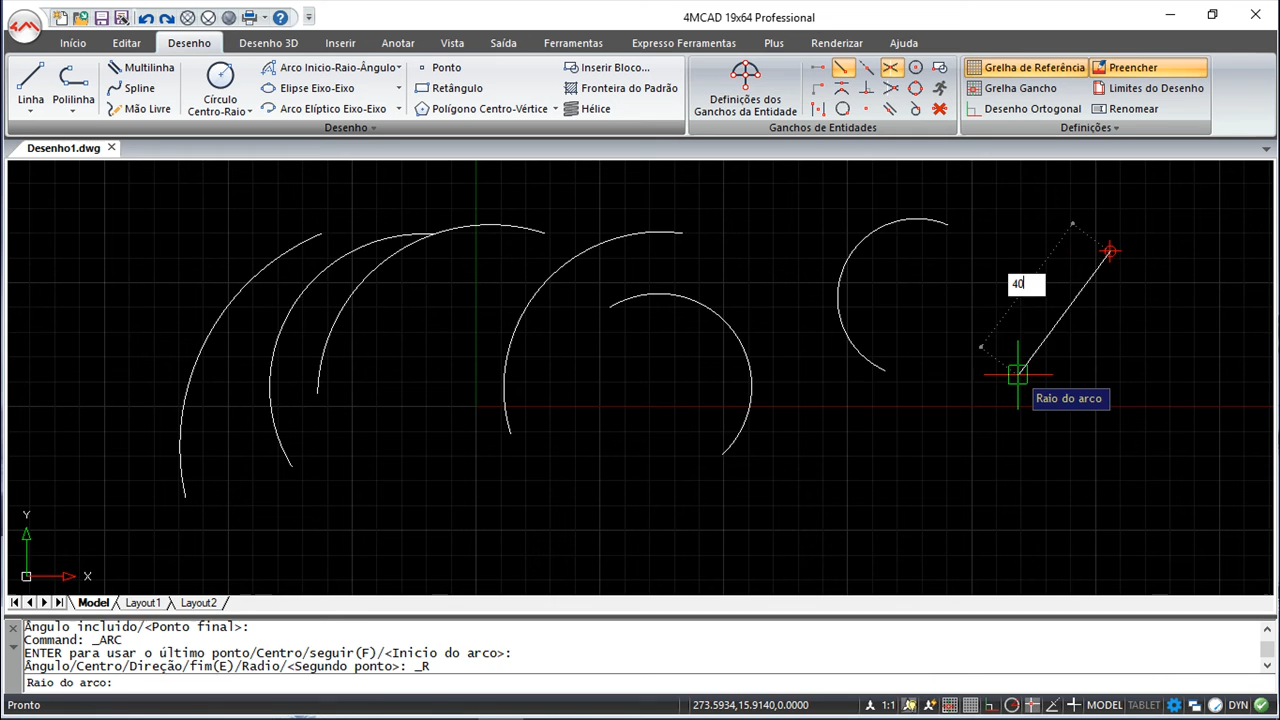 4MCAD 19x64 Professional
Início Editar Desenho Desenho 3D Inserir Anotar Vista Saída Ferramentas Expresso Ferramentas Plus Renderizar Ajuda
Linha
Polilinha
Multilinha
Spline
Mão Livre
Círculo
Centro-Raio
Arco Inicio-Raio-Ângulo
Elipse Eixo-Eixo
Arco Elíptico Eixo-Eixo
Ponto
Retângulo
Polígono Centro-Vértice
Inserir Bloco...
Fronteira do Padrão
Hélice
Desenho
Definições dos
Ganchos da Entidades
Ganchos de Entidades
Grelha de Referência
Grelha Gancho
Desenho Ortogonal
Preencher
Limites do Desenho
Renomear
Definições
Desenho1.dwg
40
Raio do arco
Y
X
Model Layout1 Layout2
Ângulo incluido/<Ponto final>:
Command: _ARC
ENTER para usar o último ponto/Centro/seguir(F)/<Inicio do arco>:
Ângulo/Centro/Direção/fim(E)/Radio/<Segundo ponto>: _R
Raio do arco:
Pronto
273.5934,15.9140,0.0000
1:1
MODEL
TABLET
DYN